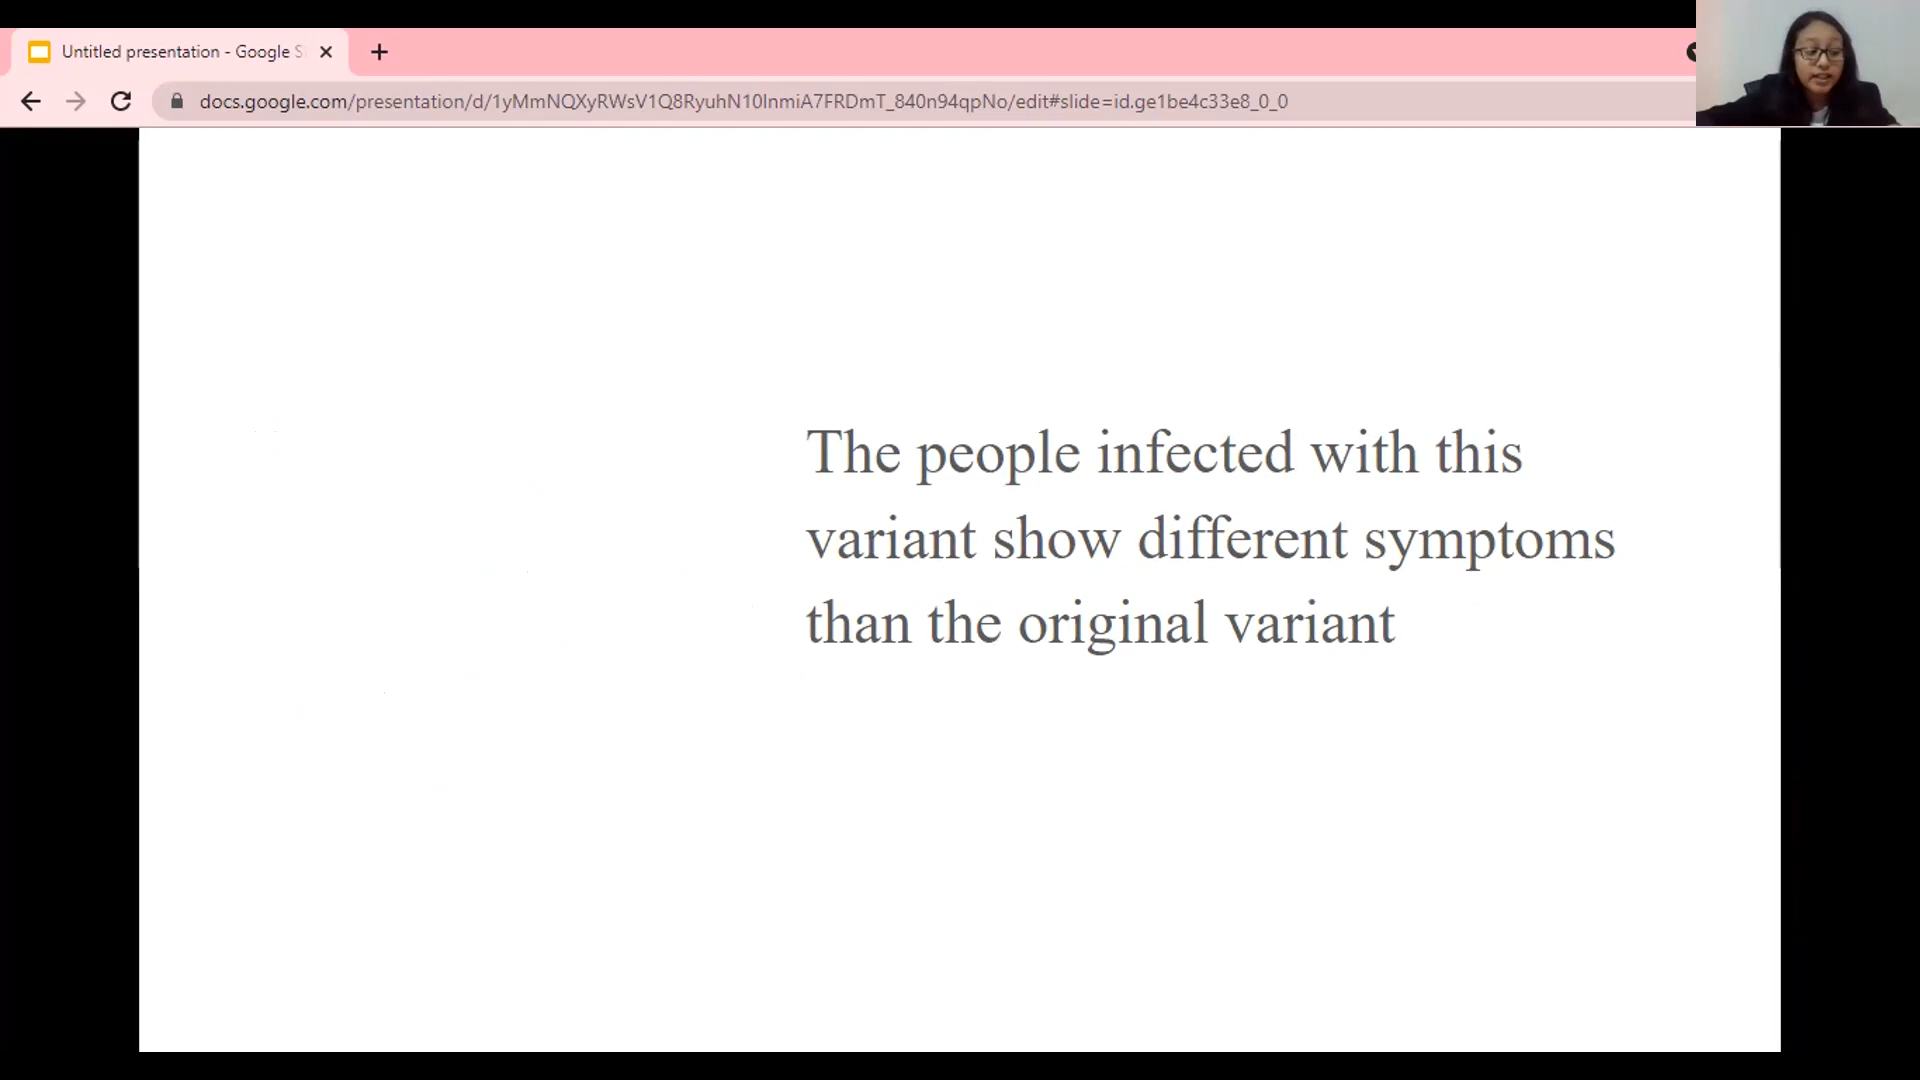 Untitled presentation - Google S
docs.google.com/presentation/d/1yMmNQXyRWsV1Q8RyuhN10InmiA7FRDmT_840n94qpNo/edit#slide=id.ge1be4c33e8_0_0
The people infected with this
variant show different symptoms
than the original variant